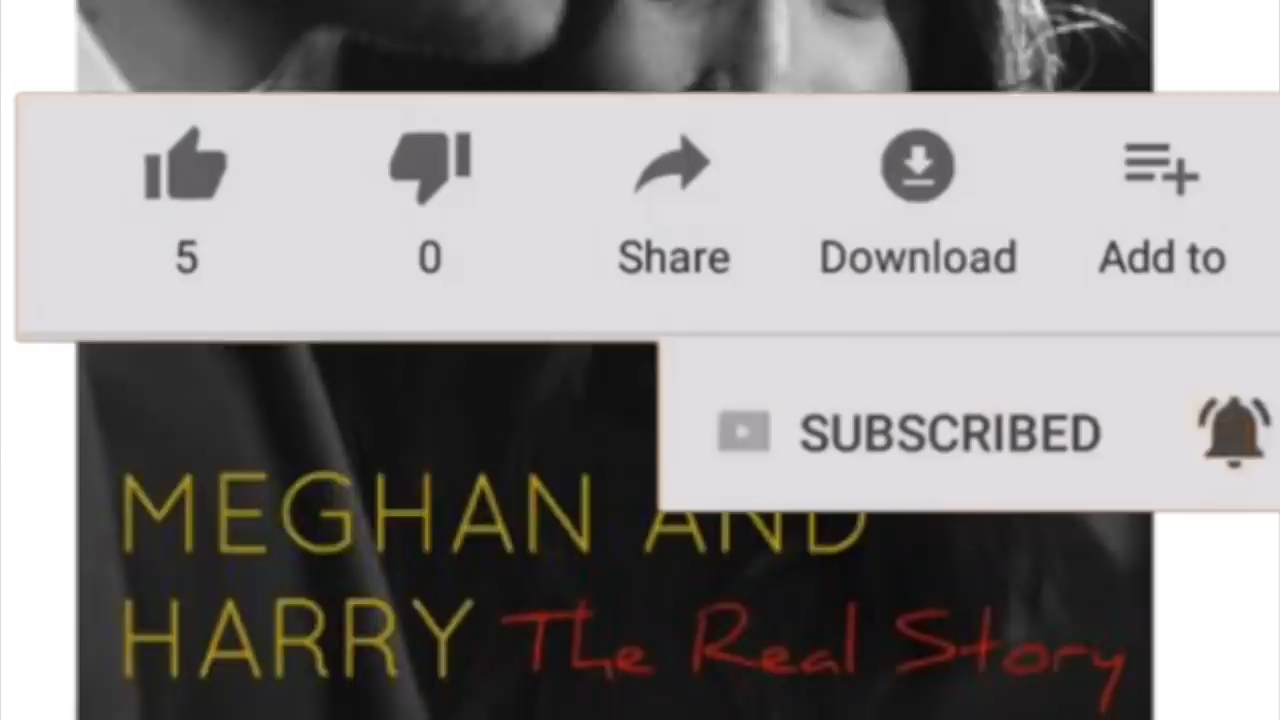 5 0 Share Download Add to
SUBSCRIBED
MEGHAN AND
HARRY The Real Story